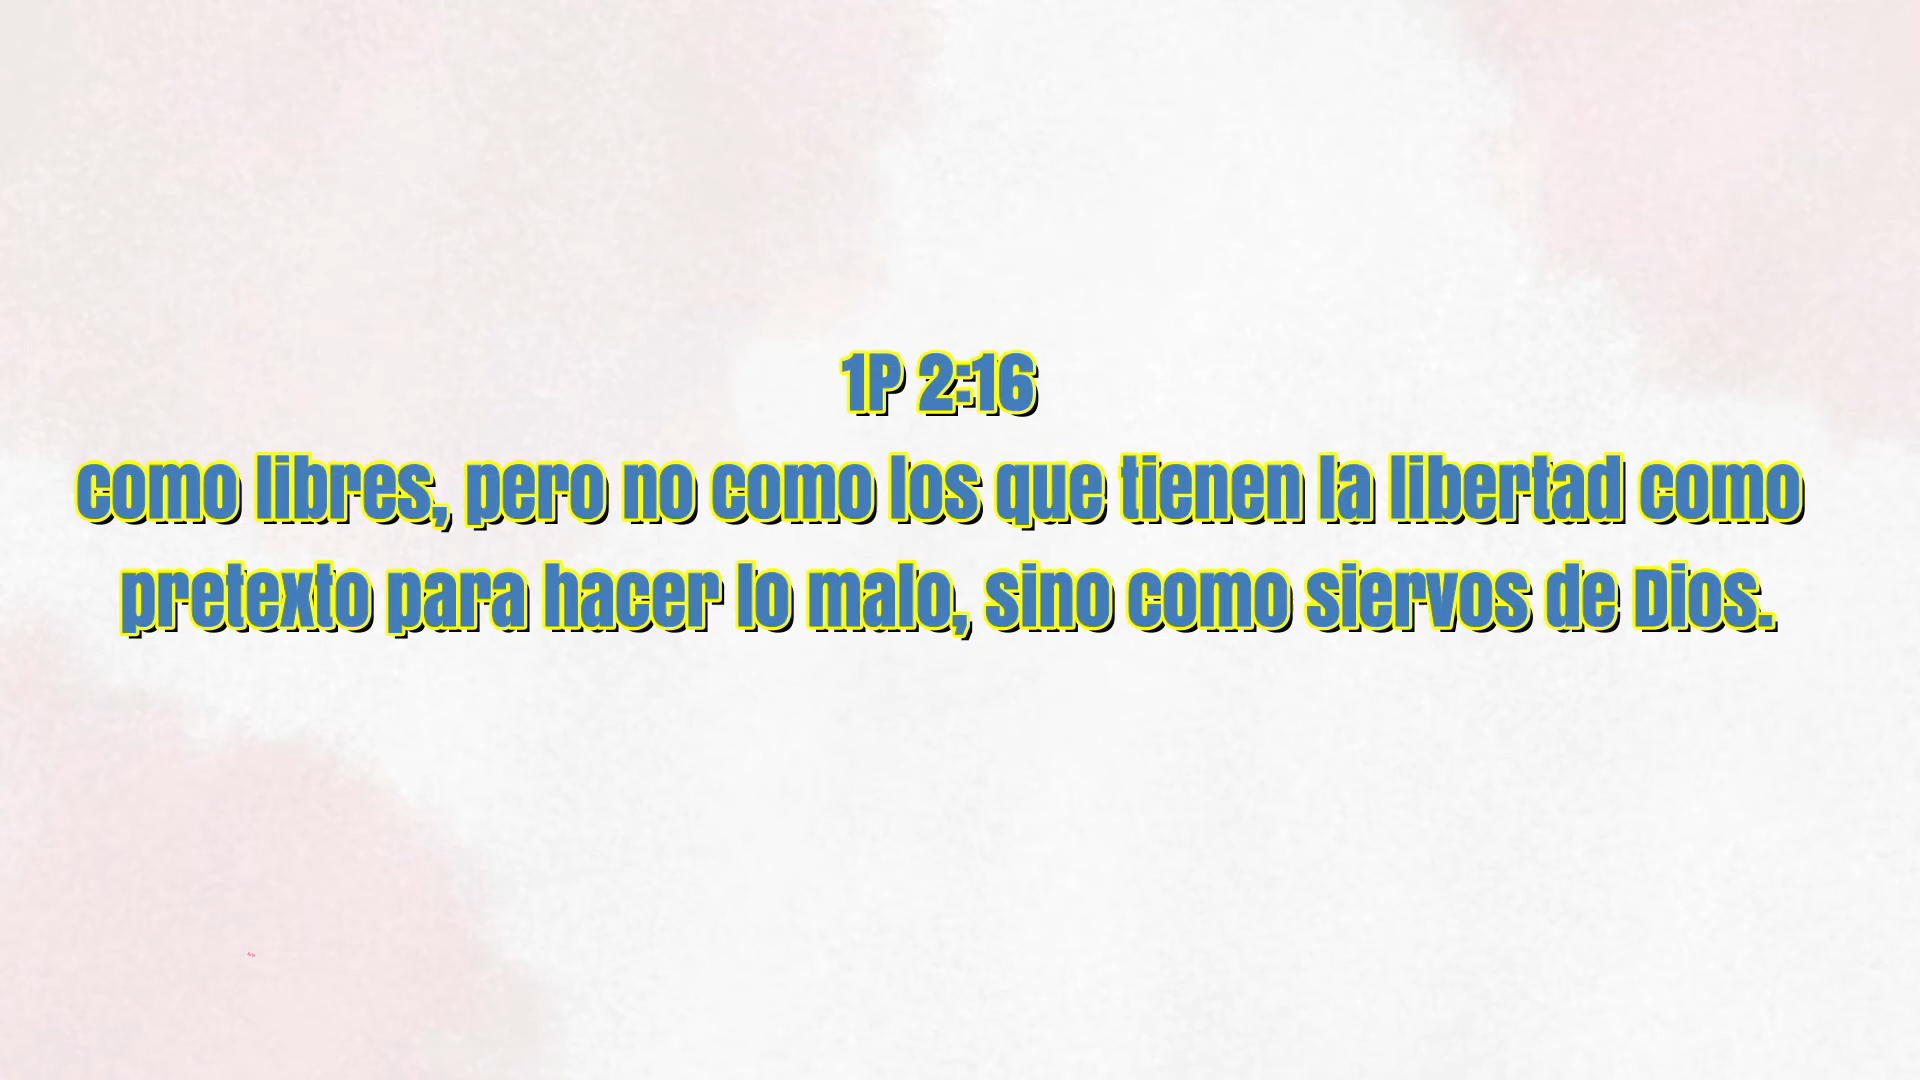 1P 2:16
como libres, pero no como los que tienen la libertad como
pretexto para hacer lo malo, sino como siervos de Dios.